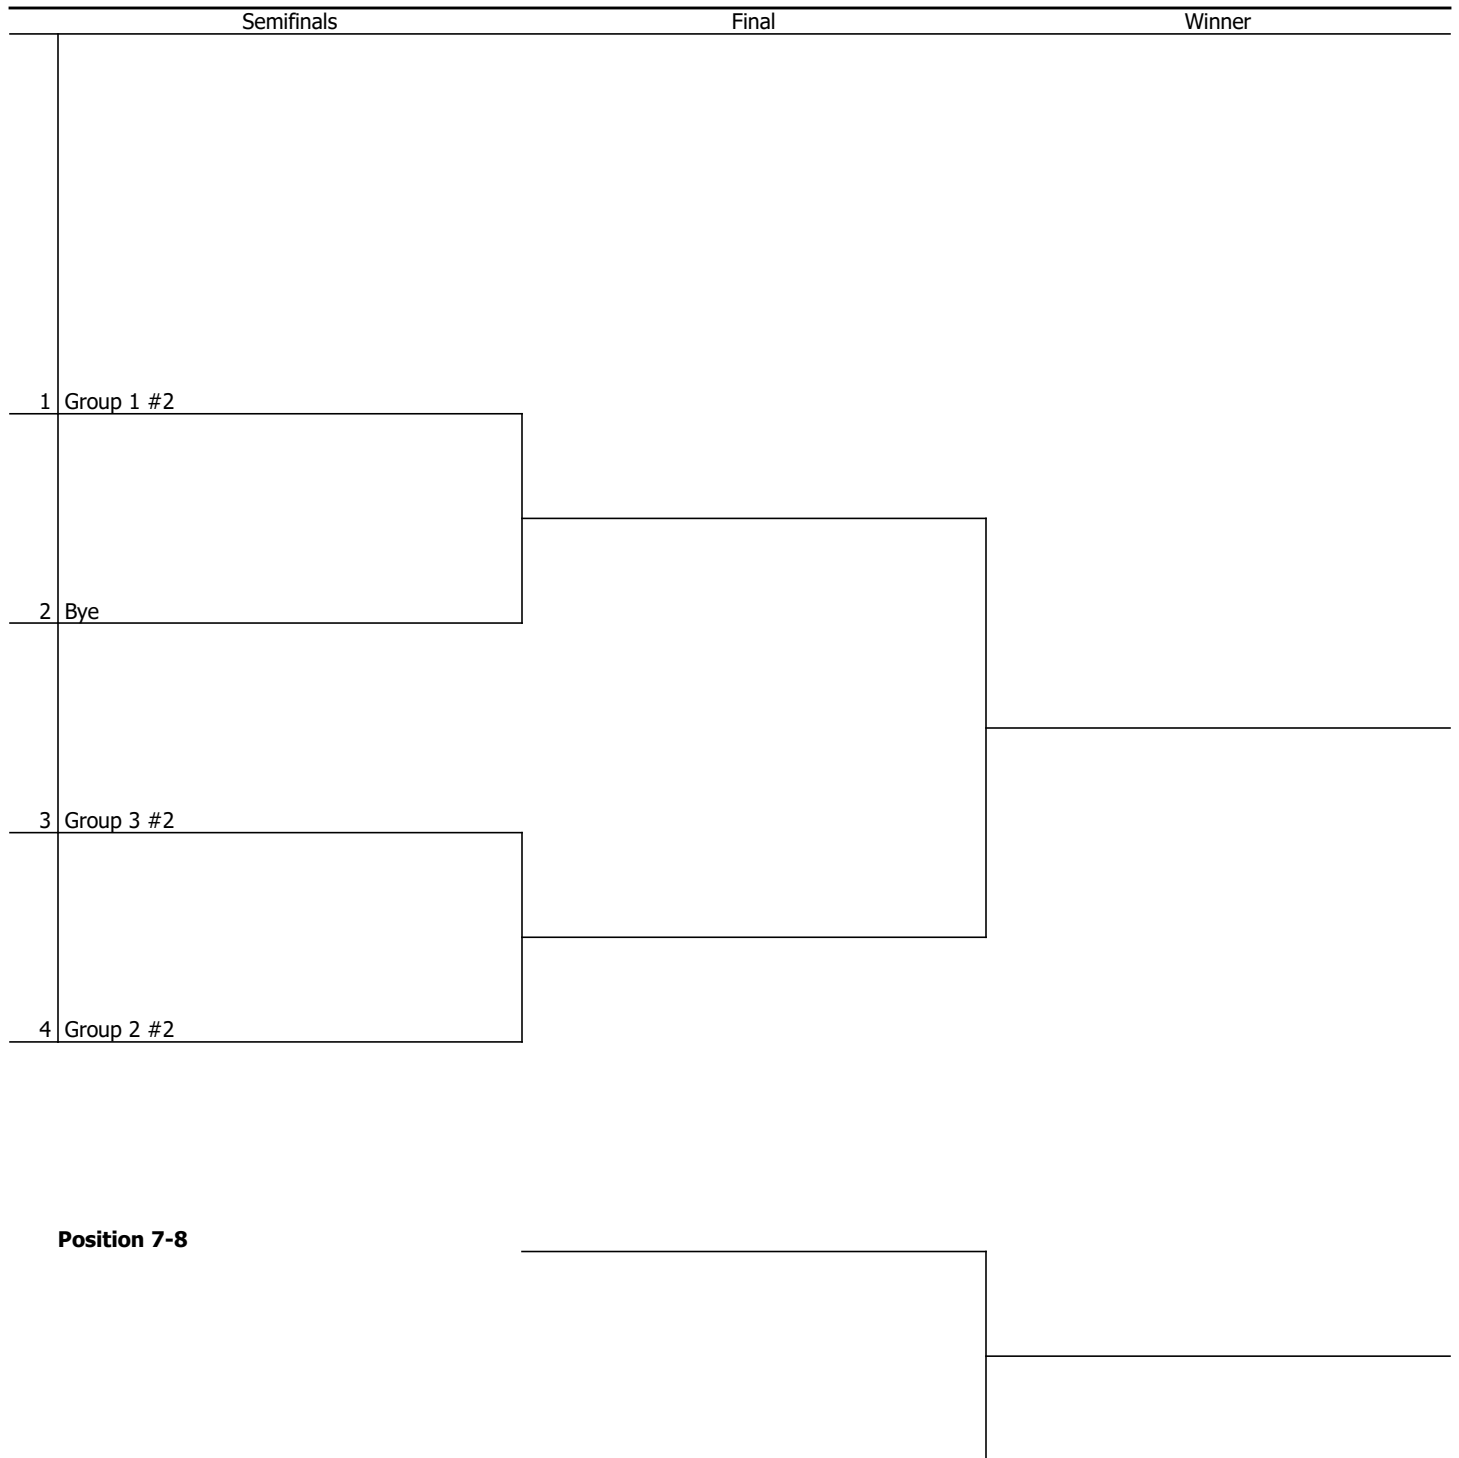 Semifinals Final Winner
1 Group 1 #2
2 Bye
3 Group 3 #2
4 Group 2 #2
Position 7-8